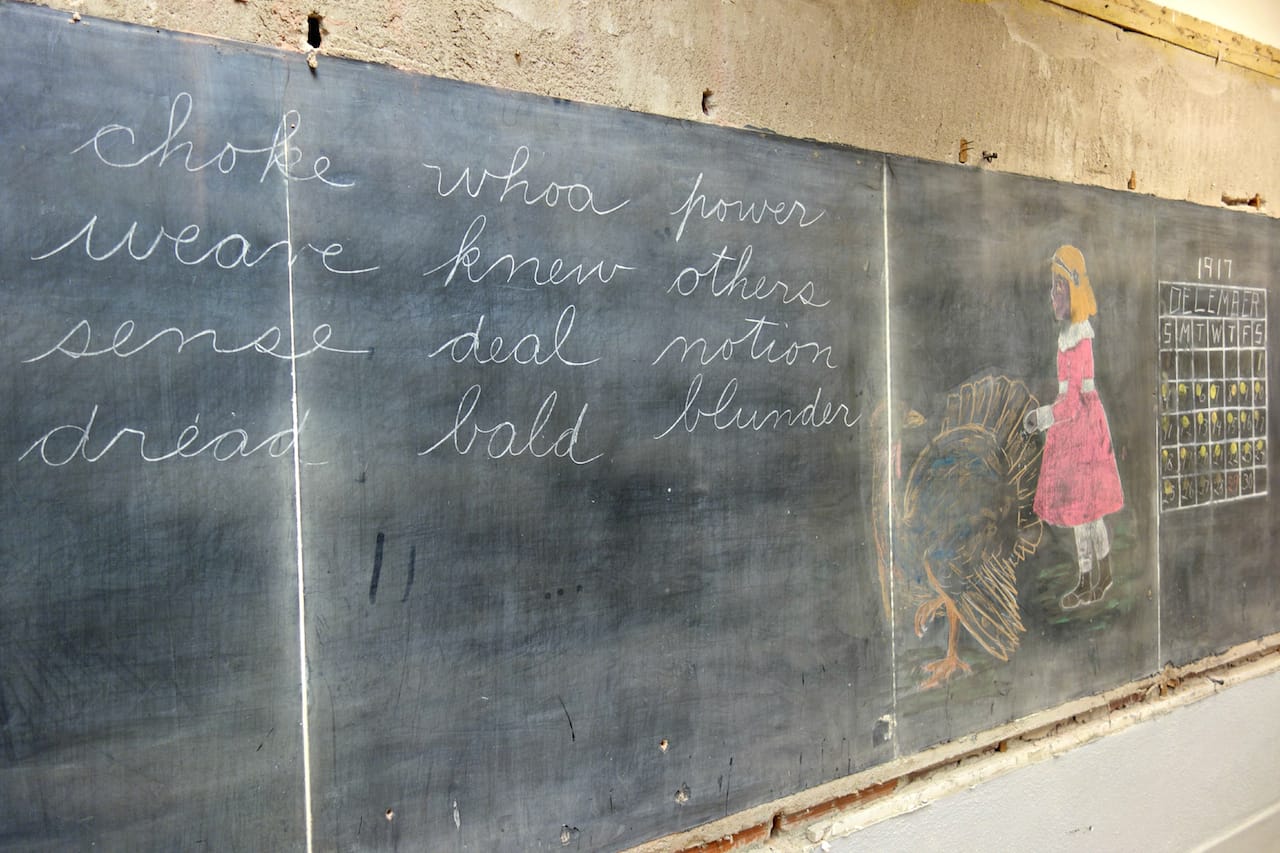 choke whoa power
weave knew others
sense deal notion
dread bald blunder
1917
DECEMBER
S M T W T F S